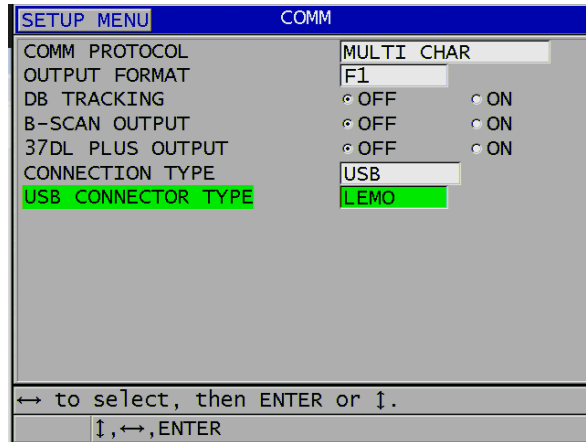 SETUP MENU COMM
COMM PROTOCOL MULTI CHAR
OUTPUT FORMAT F1
DB TRACKING OFF ON
B-SCAN OUTPUT OFF ON
37DL PLUS OUTPUT OFF ON
CONNECTION TYPE USB
USB CONNECTOR TYPE LEMO
↔ to select, then ENTER or ↕.
↕,↔,ENTER